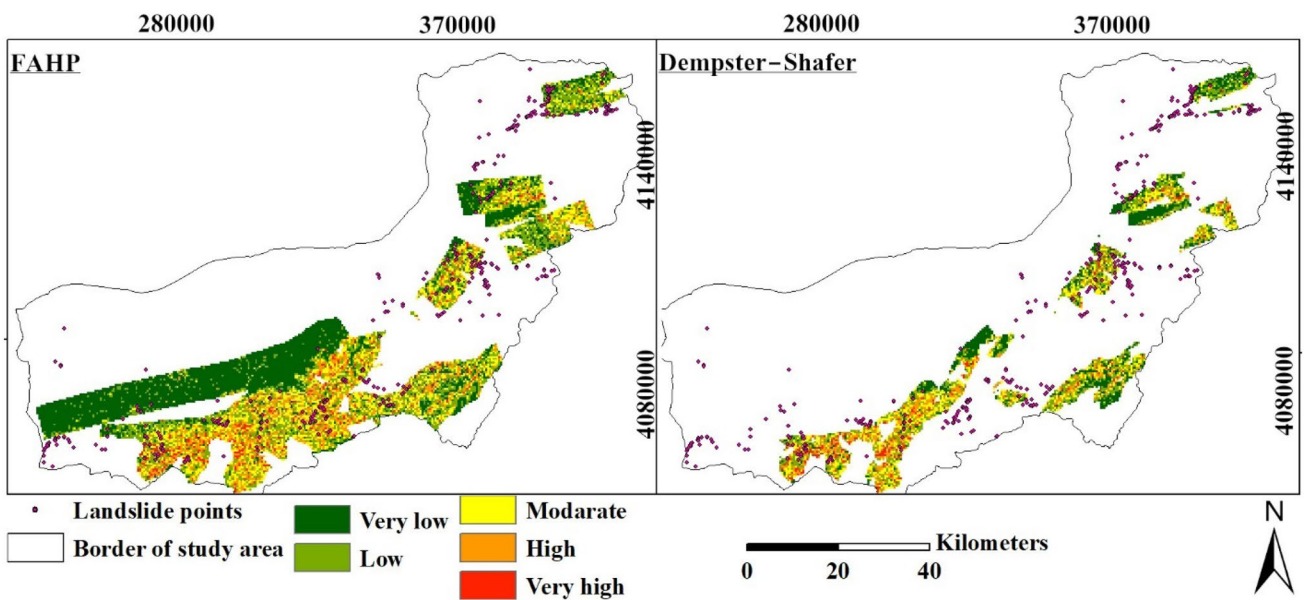 280000 370000 280000 370000
FAHP
Dempster-Shafer
4140000
4080000
4140000
4080000
Landslide points
Border of study area
Very low
Low
Modarate
High
Very high
Kilometers
0 20 40
N